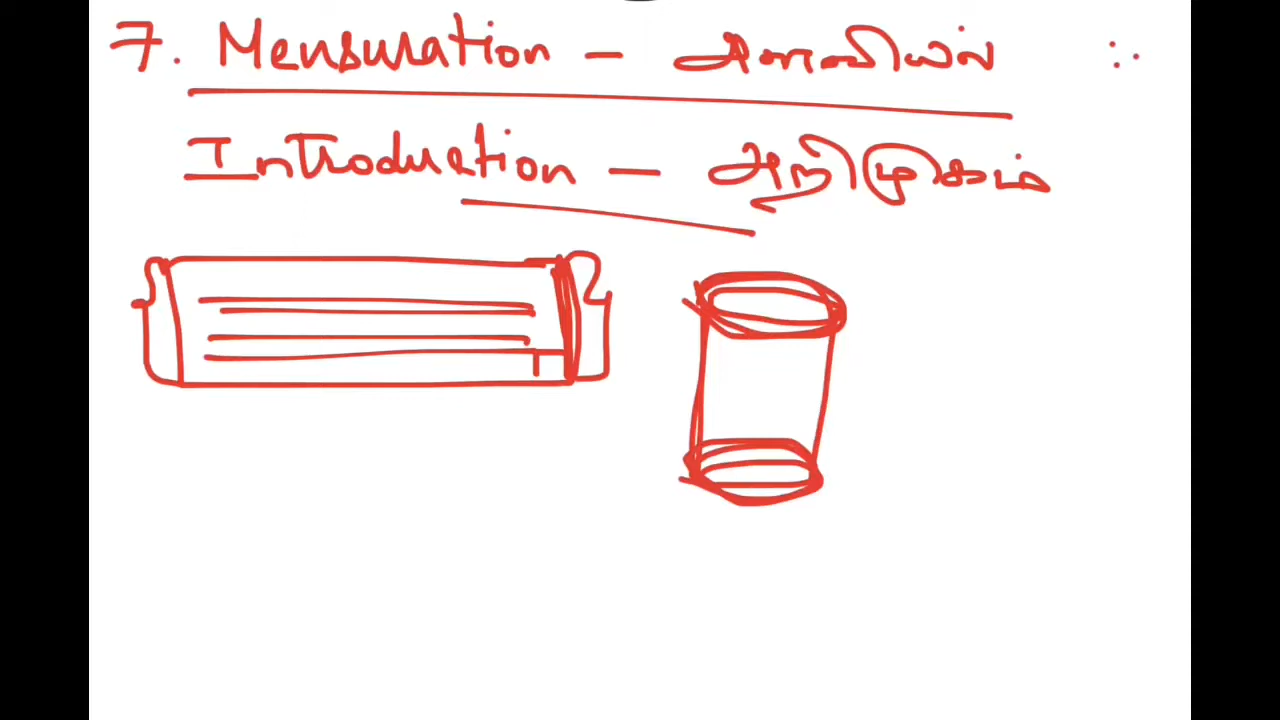 7. Mensuration - அளவியல்
Introduction - அறிமுகம்